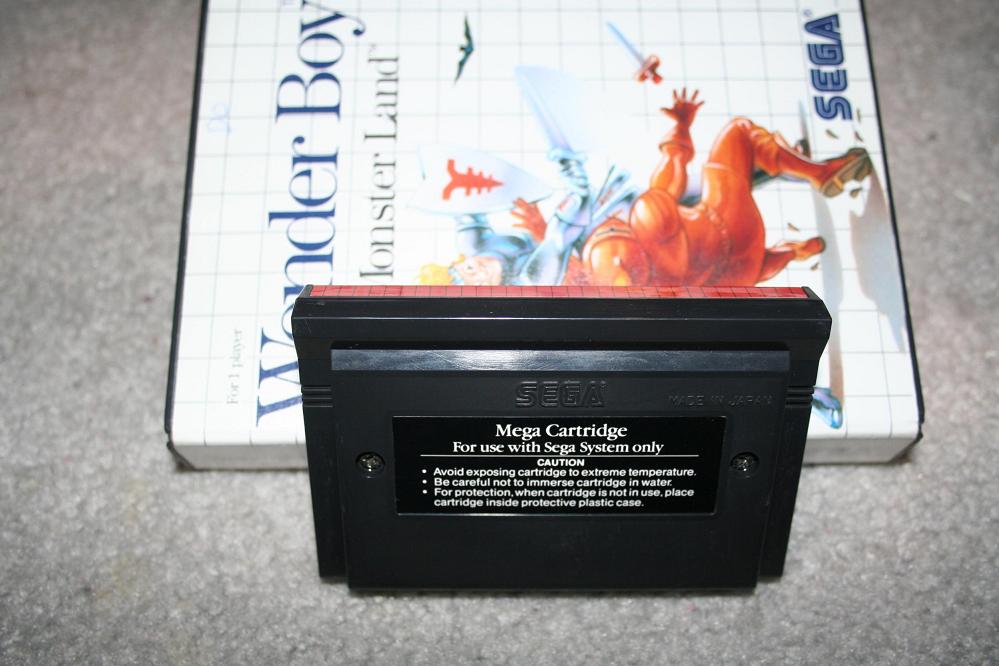 Wonder Boy™
Monster Land™
SEGA®
For 1 player
SEGA®
MADE IN JAPAN
Mega Cartridge
For use with Sega System only
CAUTION
• Avoid exposing cartridge to extreme temperature.
• Be careful not to immerse cartridge in water.
• For protection, when cartridge is not in use, place
cartridge inside protective plastic case.